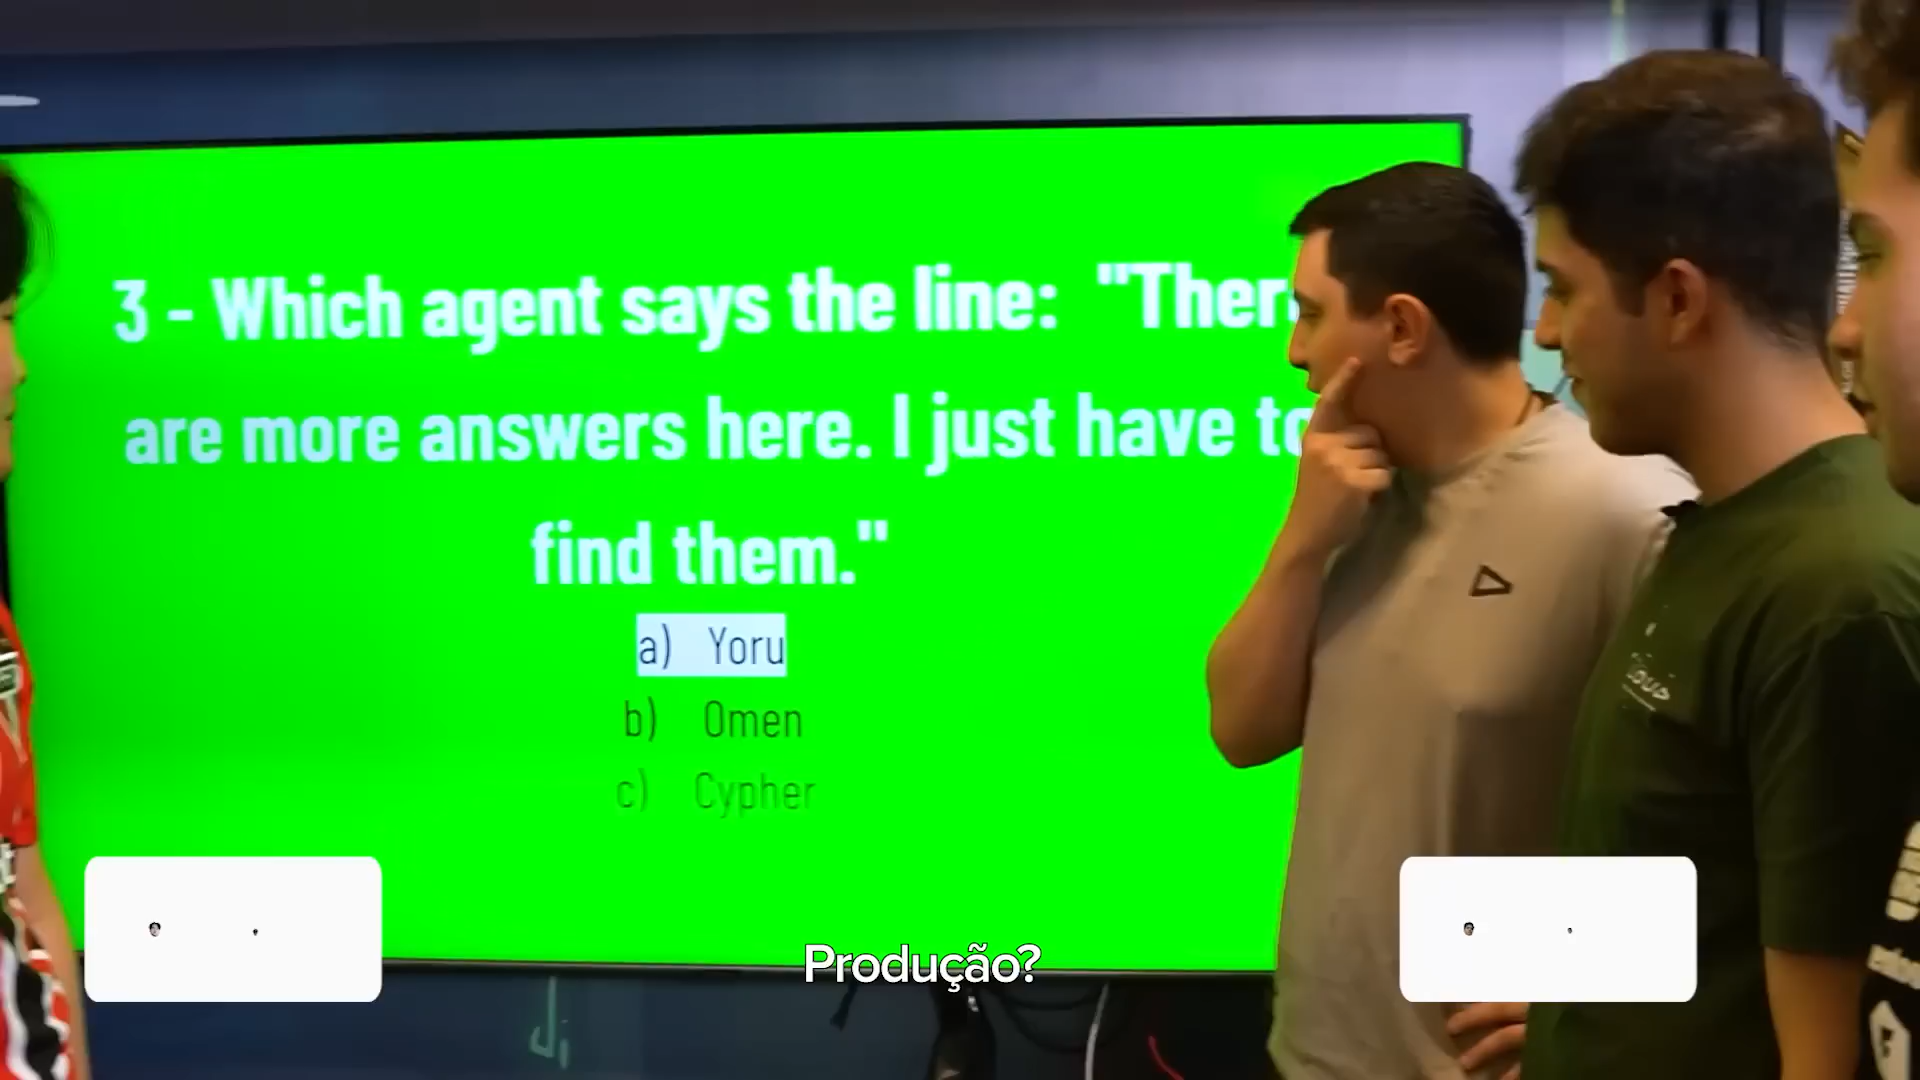 3 - Which agent says the line: "Ther
are more answers here. I just have to
find them."
a) Yoru
b) Omen
c) Cypher
Produção?